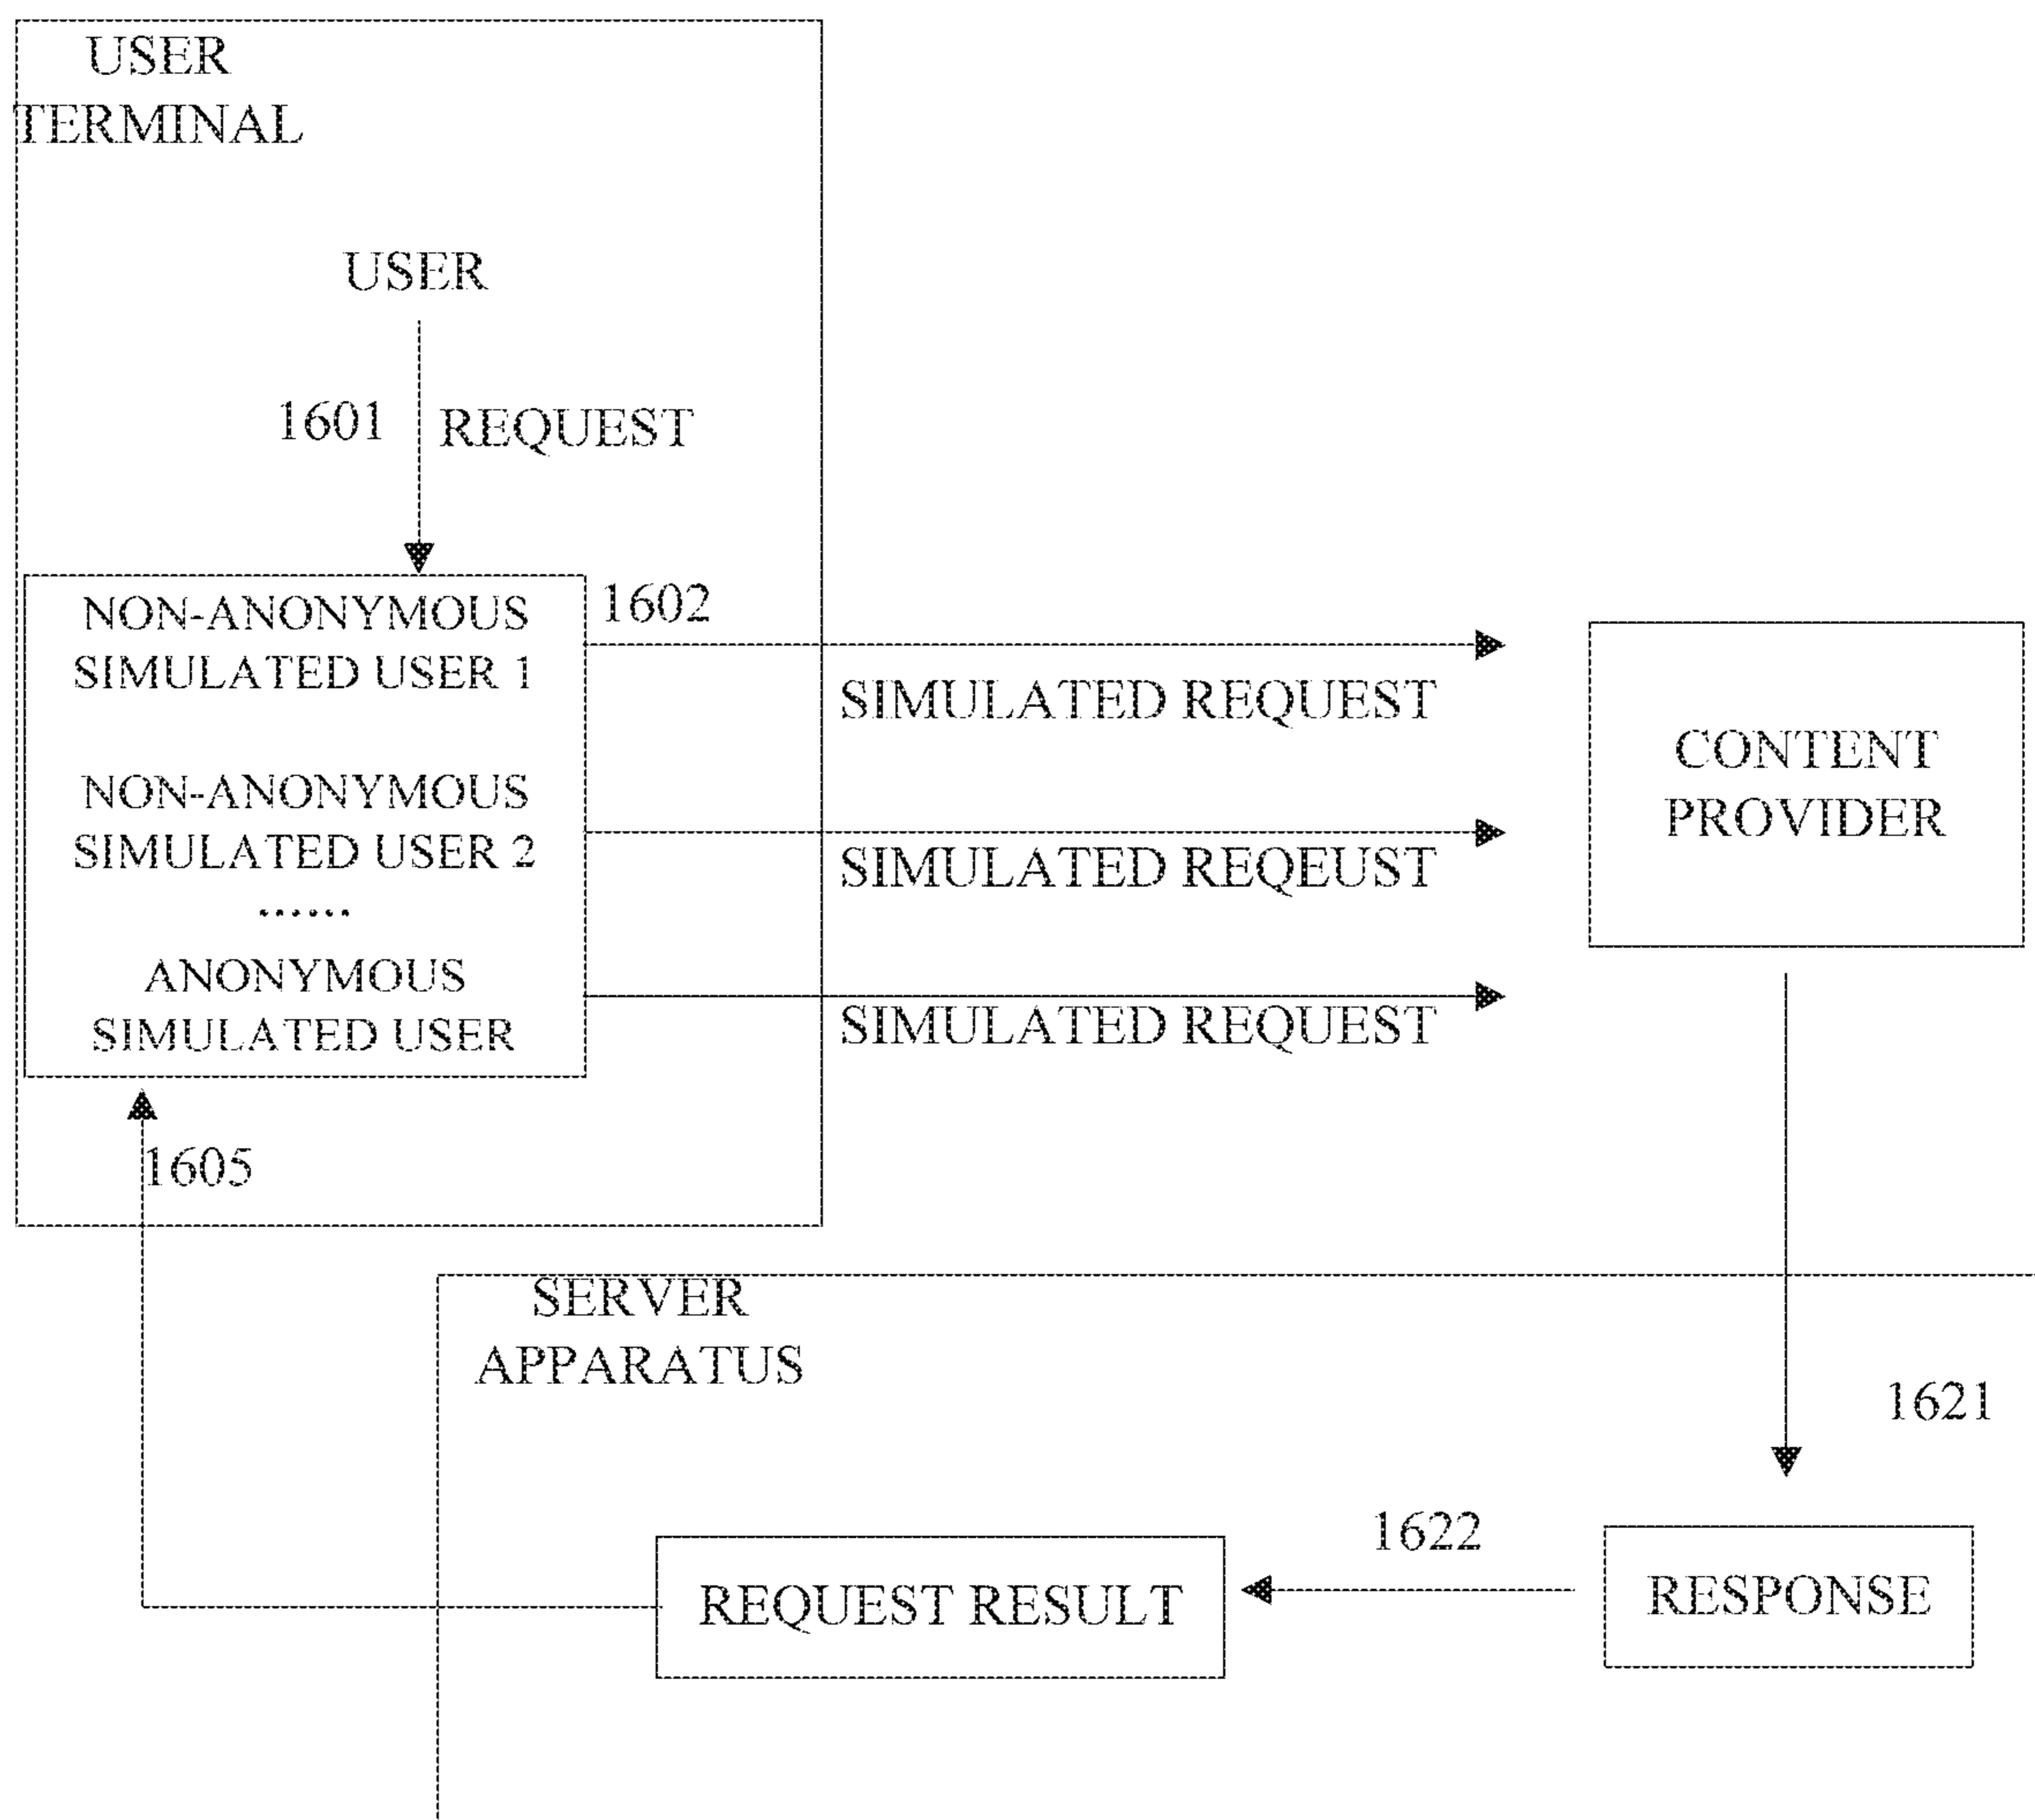 USER
TERMINAL
USER
1601
REQUEST
NON-ANONYMOUS
SIMULATED USER 1
NON-ANONYMOUS
SIMULATED USER 2
......
ANONYMOUS
SIMULATED USER
1602
SIMULATED REQUEST
SIMULATED REQEUST
SIMULATED REQUEST
CONTENT
PROVIDER
1605
SERVER
APPARATUS
1621
1622
REQUEST RESULT
RESPONSE